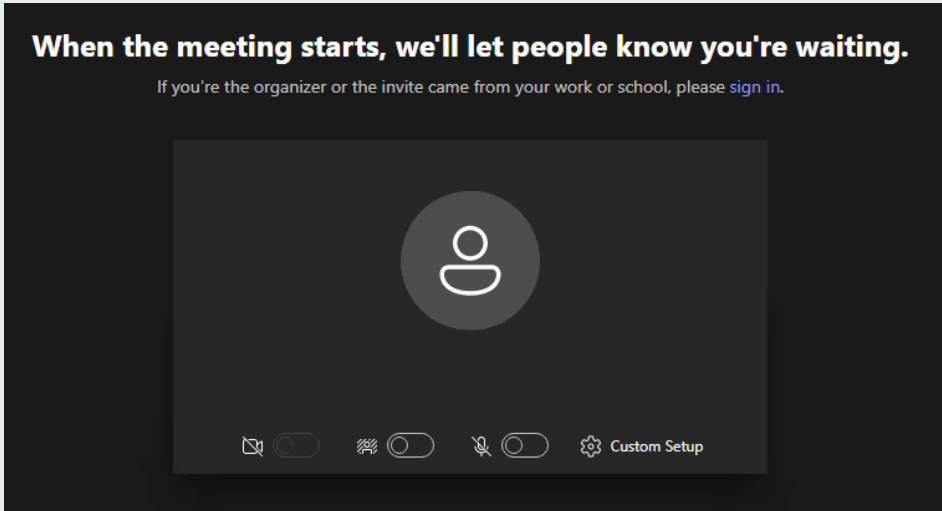 When the meeting starts, we'll let people know you're waiting.
If you're the organizer or the invite came from your work or school, please sign in.
Custom Setup